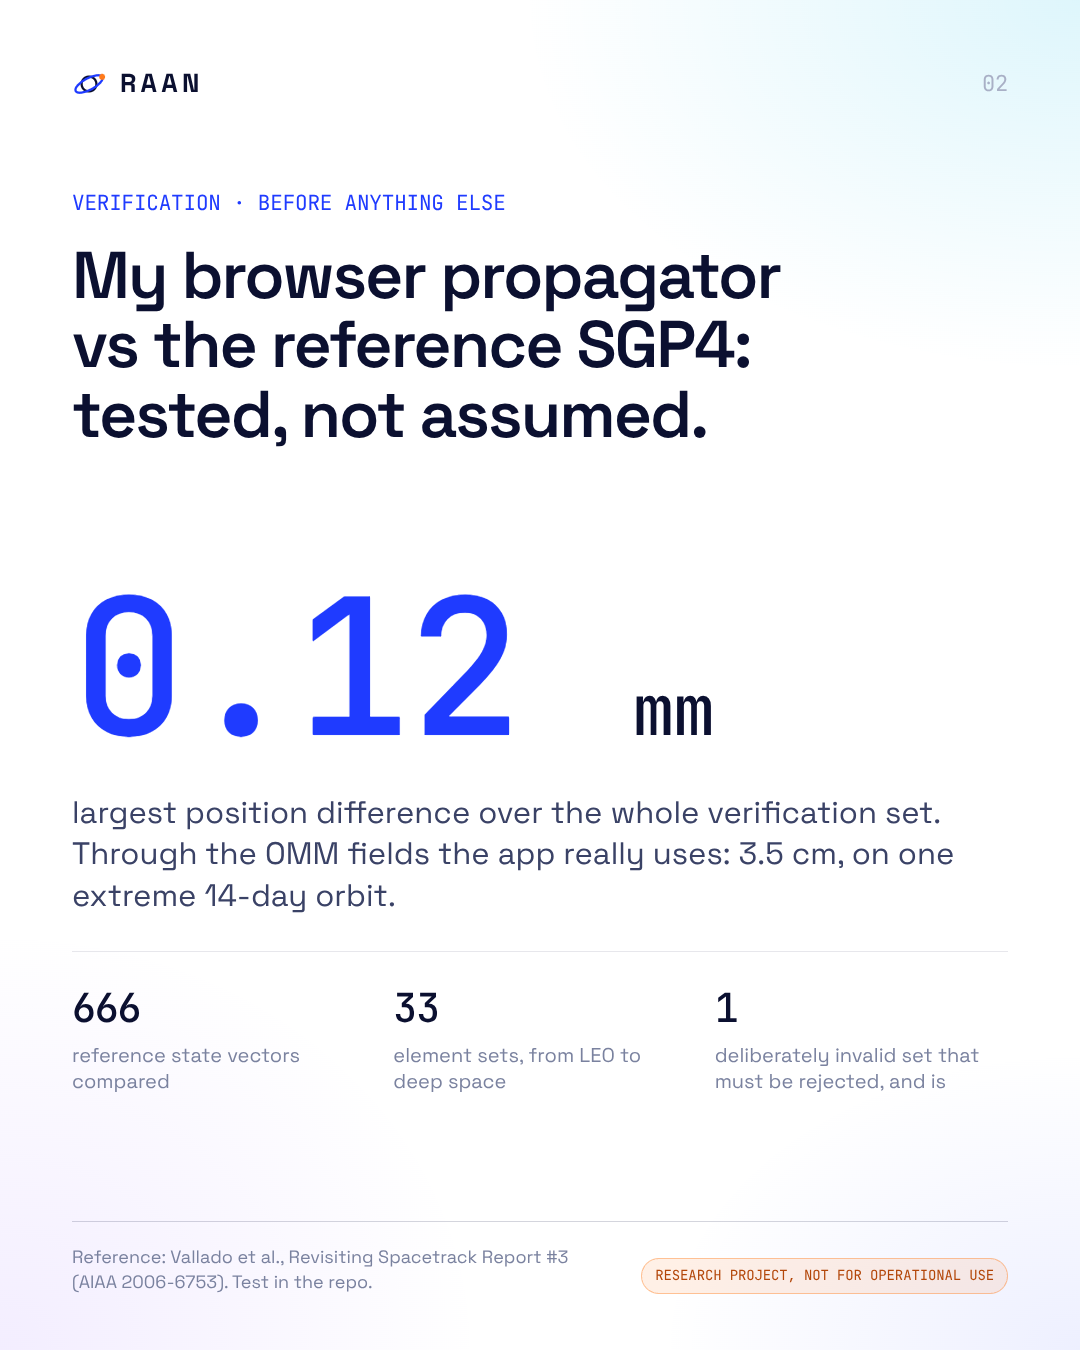 RAAN
02
VERIFICATION · BEFORE ANYTHING ELSE
My browser propagator
vs the reference SGP4:
tested, not assumed.
0.12 mm
largest position difference over the whole verification set.
Through the OMM fields the app really uses: 3.5 cm, on one
extreme 14-day orbit.
666
reference state vectors
compared
33
element sets, from LEO to
deep space
1
deliberately invalid set that
must be rejected, and is
Reference: Vallado et al., Revisiting Spacetrack Report #3
(AIAA 2006-6753). Test in the repo.
RESEARCH PROJECT, NOT FOR OPERATIONAL USE